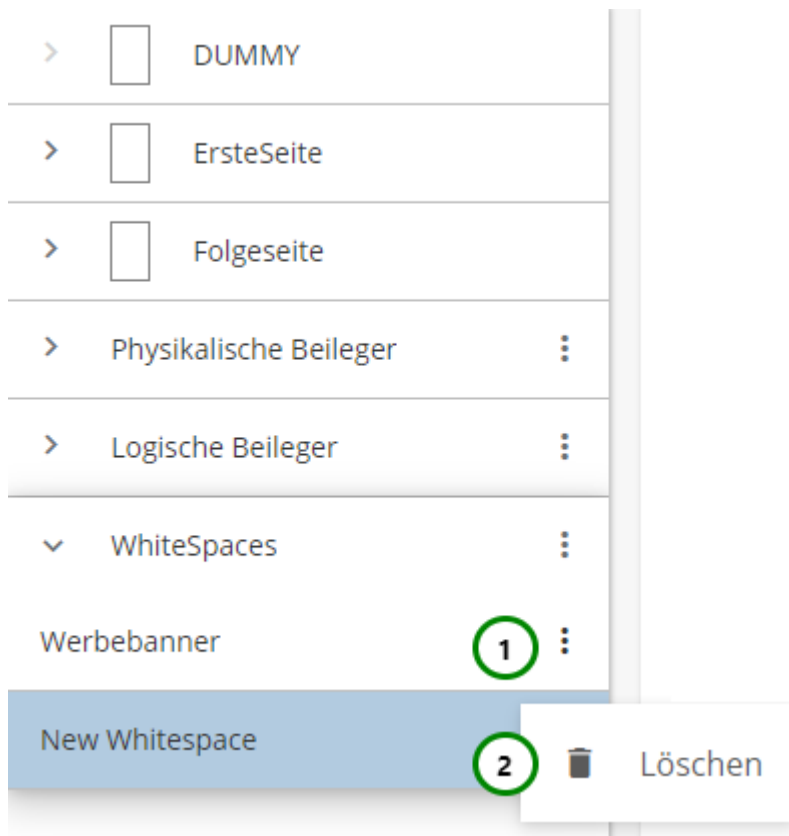 DUMMY
ErsteSeite
Folgeseite
Physikalische Beileger
Logische Beileger
WhiteSpaces
Werbebanner 1
New Whitespace 2 Löschen